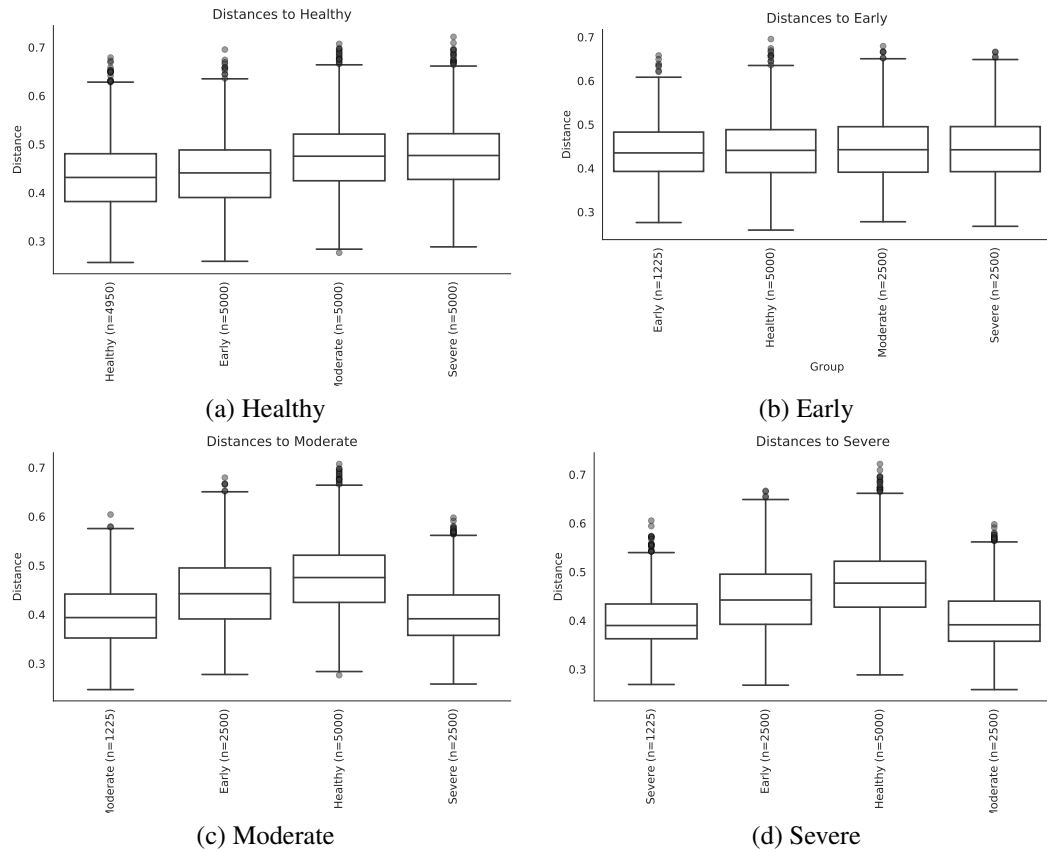 Distances to Healthy
Distance
0.7
0.6
0.5
0.4
0.3
Healthy (n=4950)
Early (n=5000)
oderate (n=5000)
Severe (n=5000)
(a) Healthy
Distances to Early
Distance
0.7
0.6
0.5
0.4
0.3
Early (n=1225)
Healthy (n=5000)
Moderate (n=2500)
Severe (n=2500)
Group
(b) Early
Distances to Moderate
Distance
0.7
0.6
0.5
0.4
0.3
Moderate (n=1225)
Early (n=2500)
Healthy (n=5000)
Severe (n=2500)
(c) Moderate
Distances to Severe
Distance
0.7
0.6
0.5
0.4
0.3
Severe (n=1225)
Early (n=2500)
Healthy (n=5000)
Moderate (n=2500)
(d) Severe